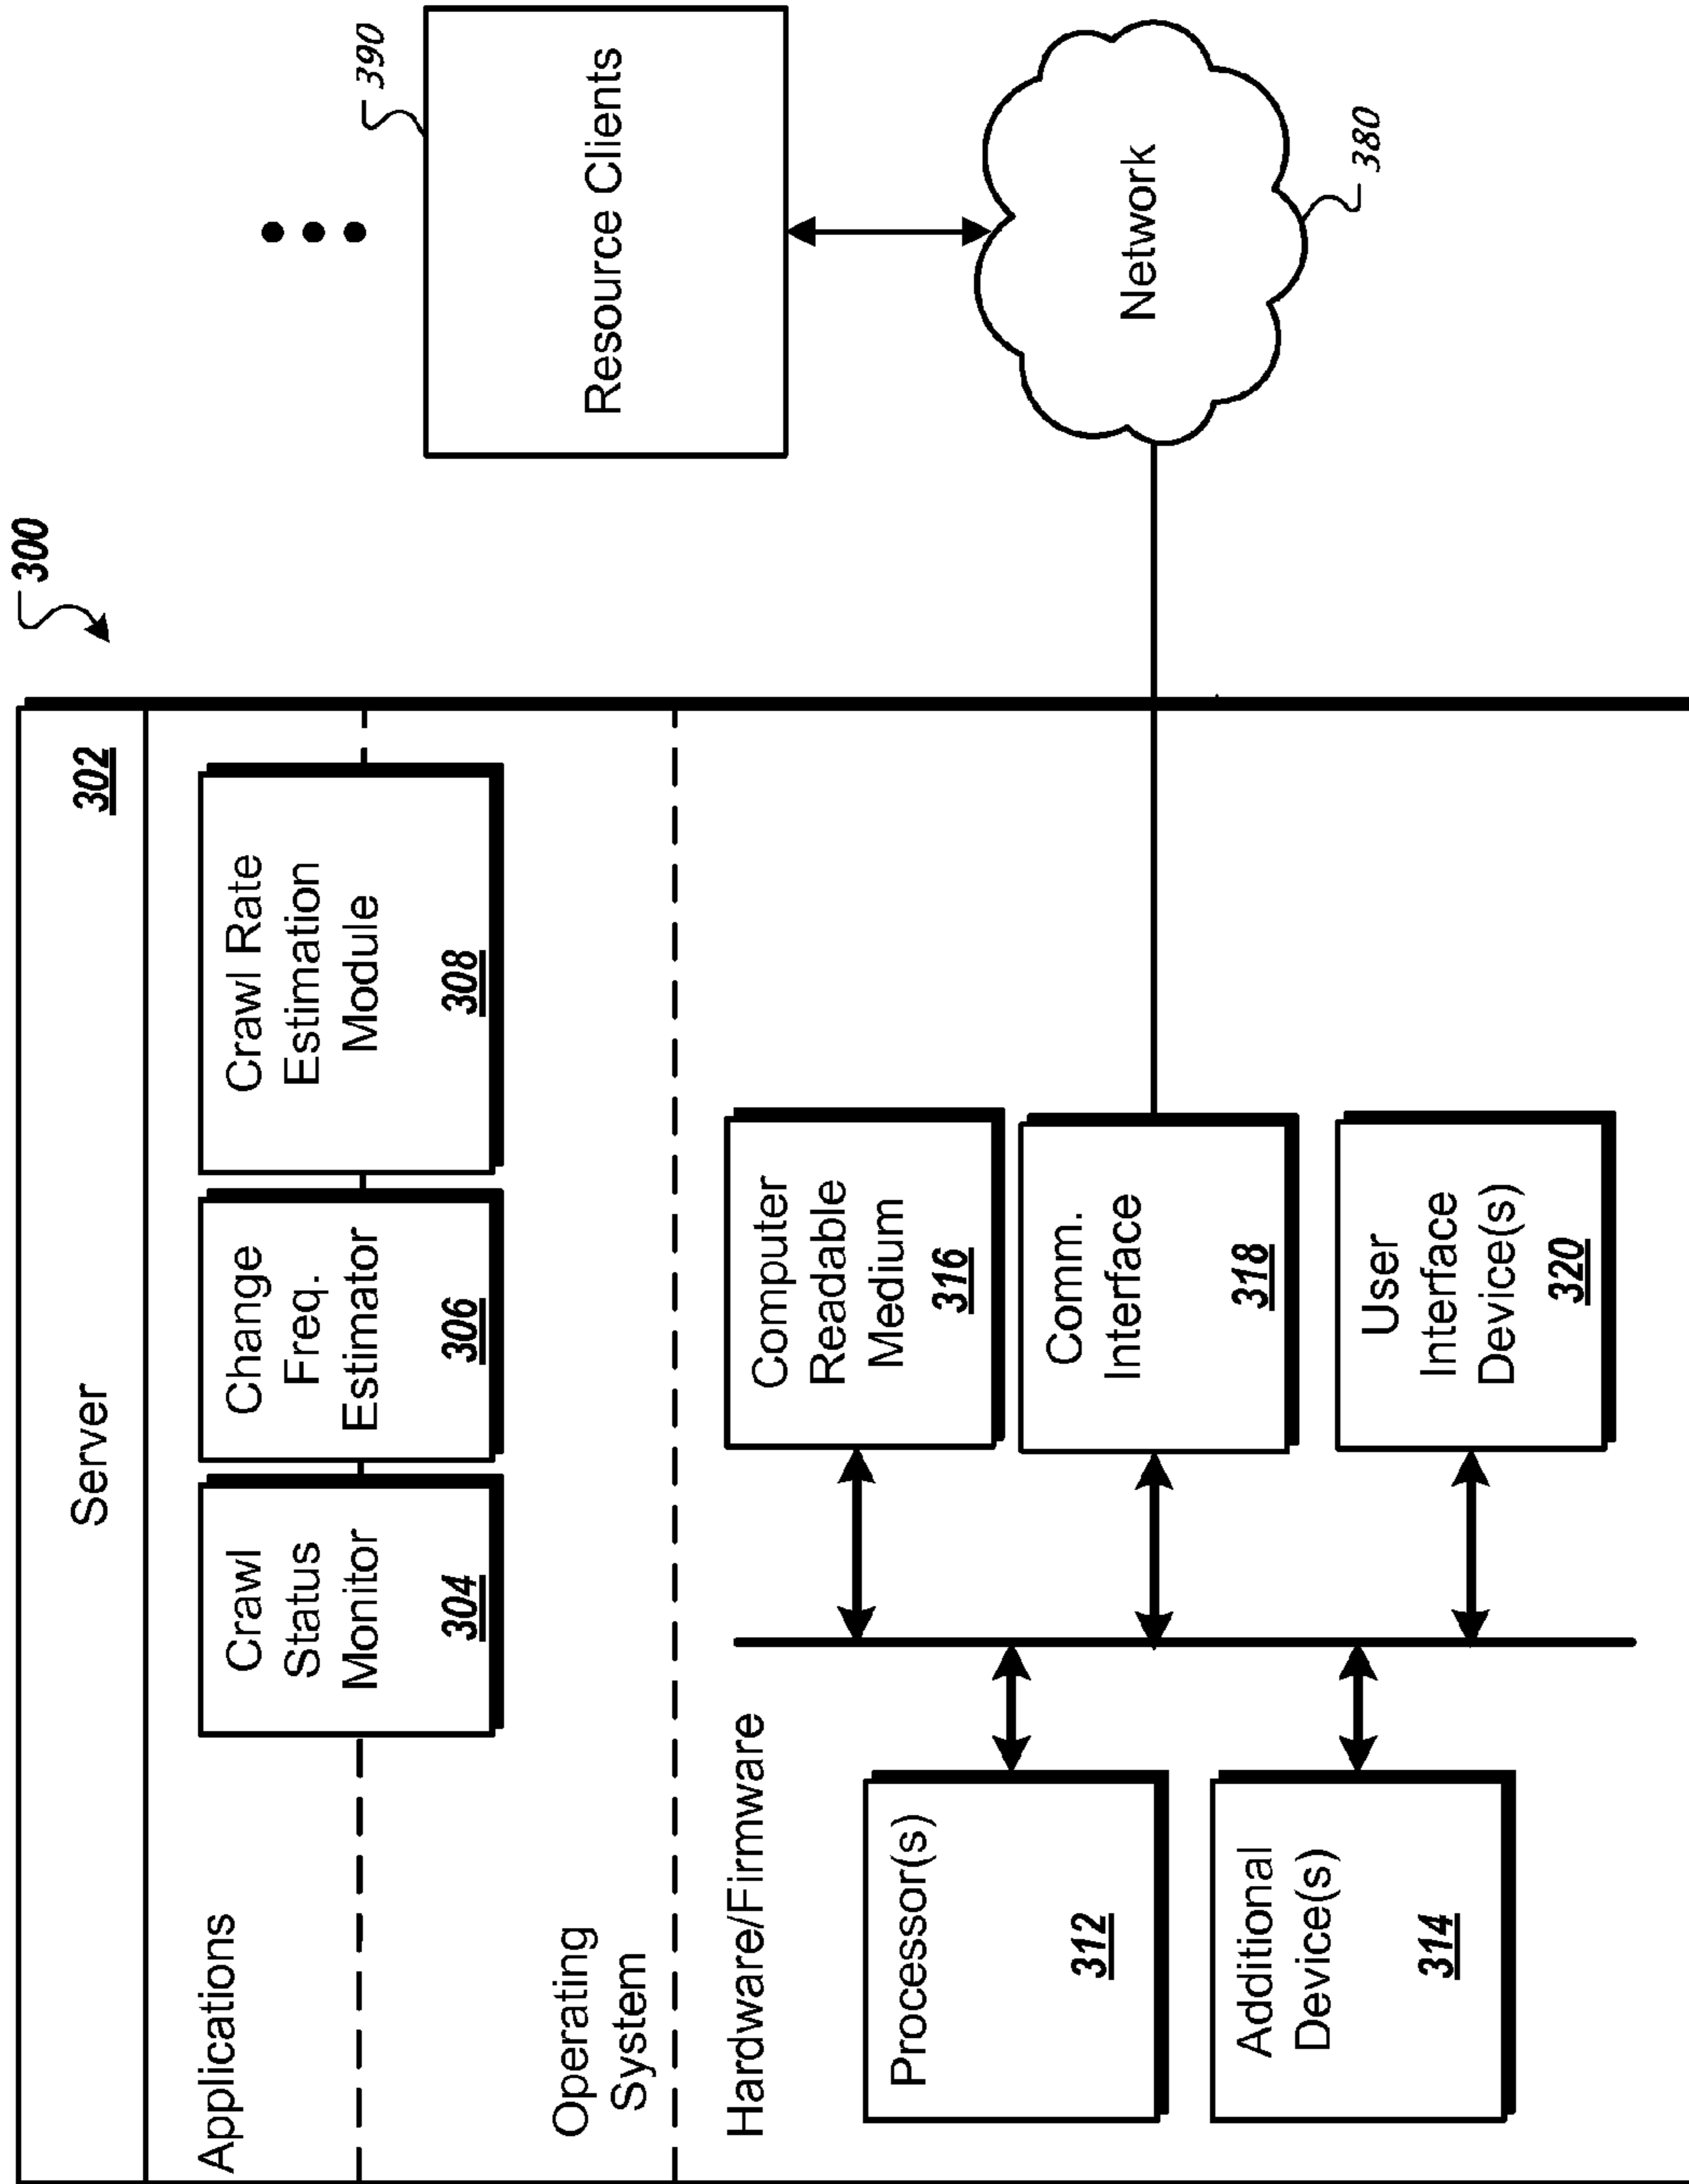 300
Server
302
Applications
Crawl
Status
Monitor
304
Change
Freq.
Estimator
306
Crawl Rate
Estimation
Module
308
Operating
System
Hardware/Firmware
Processor(s)
312
Additional
Device(s)
314
Computer
Readable
Medium
316
Comm.
Interface
318
User
Interface
Device(s)
320
390
Resource Clients
Network
380